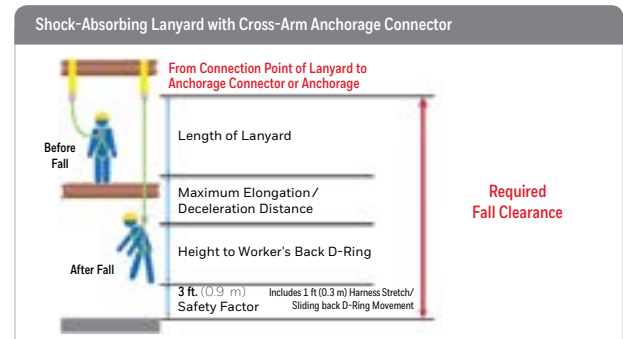 Shock-Absorbing Lanyard with Cross-Arm Anchorage Connector
From Connection Point of Lanyard to
Anchorage Connector or Anchorage
Before
Fall
Length of Lanyard
Maximum Elongation/
Deceleration Distance
Required
Fall Clearance
Height to Worker's Back D-Ring
After Fall
3 ft. (0.9 m) Includes 1 ft (0.3 m) Harness Stretch/
Safety Factor Sliding back D-Ring Movement